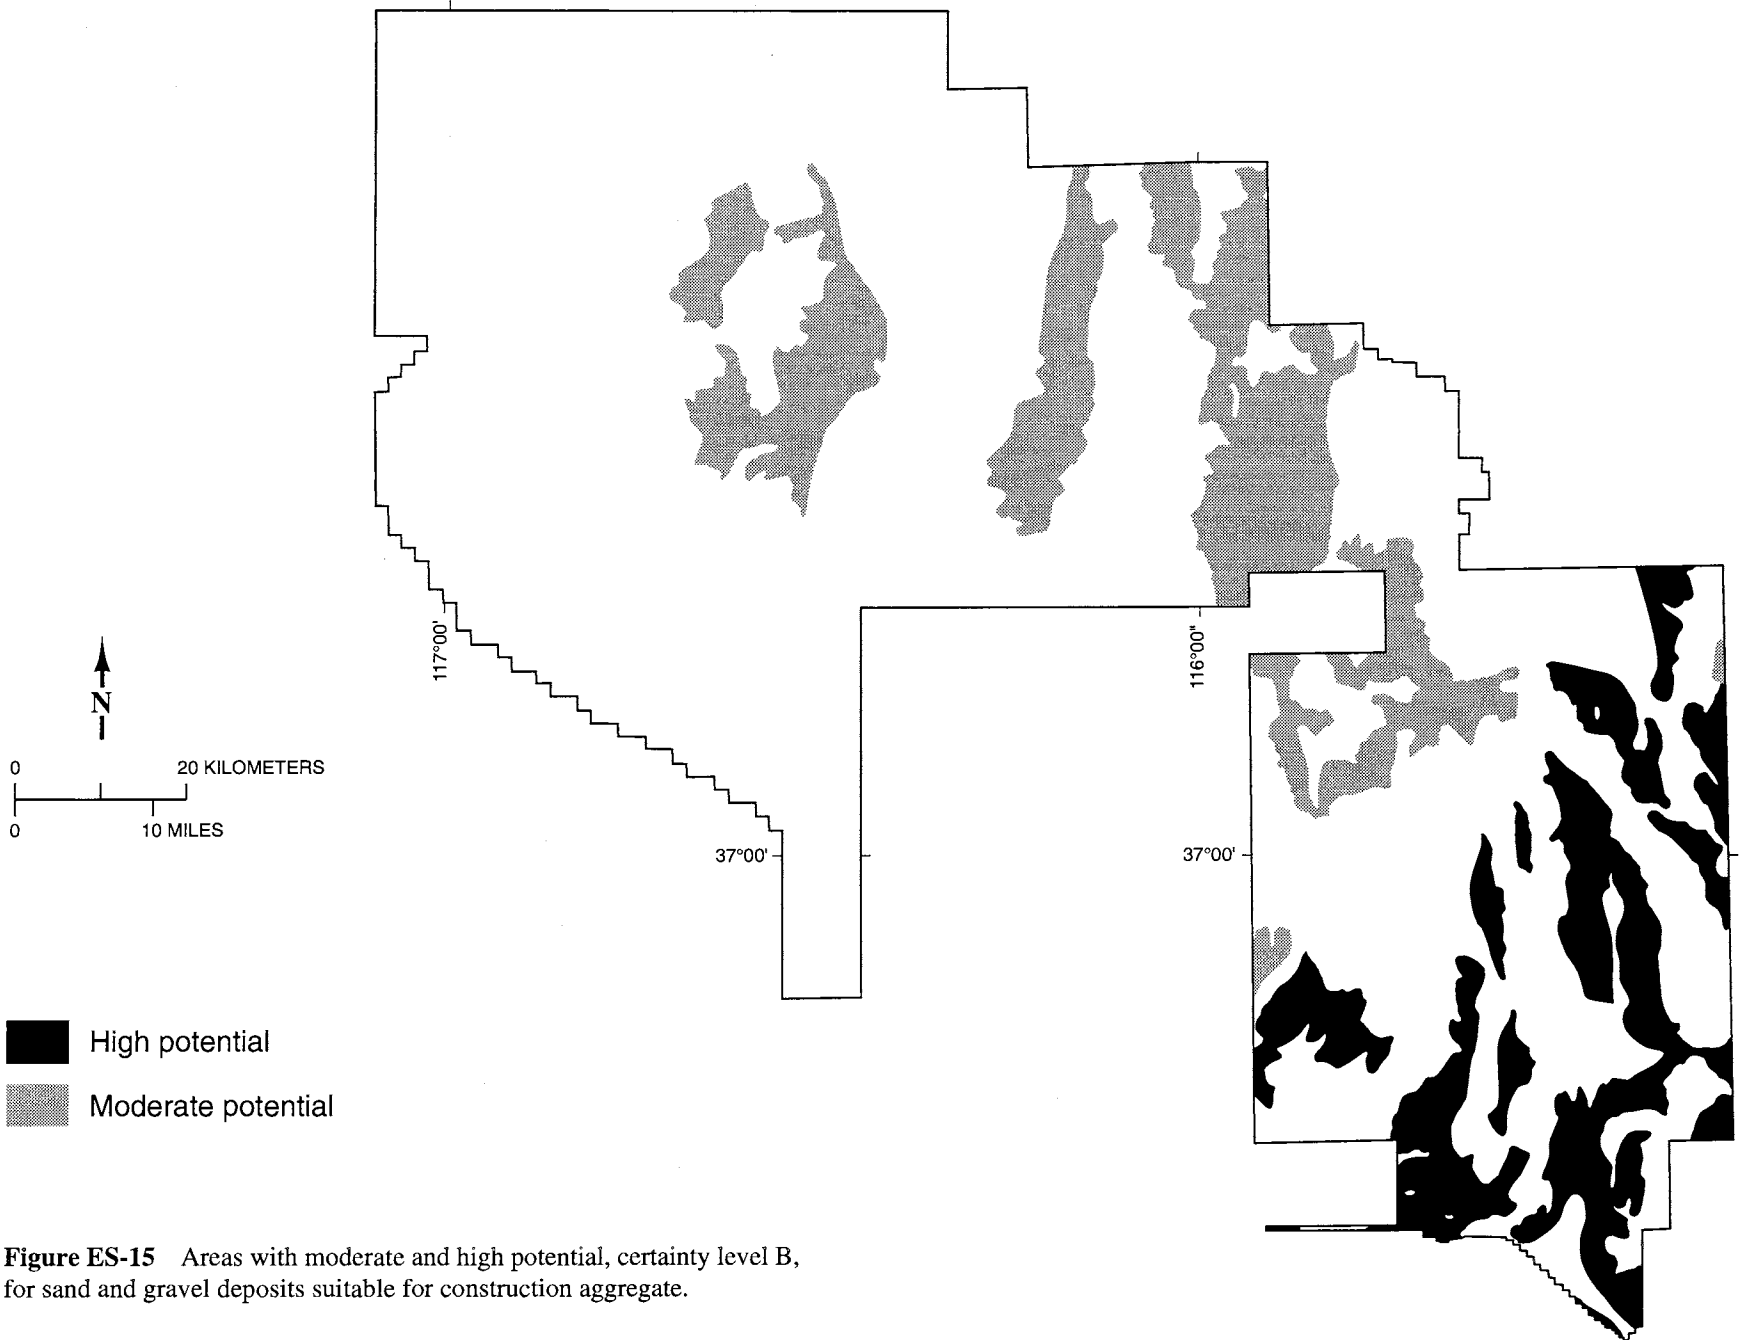 117°00'
116°00"
N
0
20 KILOMETERS
0
10 MILES
37°00'
37°00'
High potential
Moderate potential
Figure ES-15 Areas with moderate and high potential, certainty level B,
for sand and gravel deposits suitable for construction aggregate.